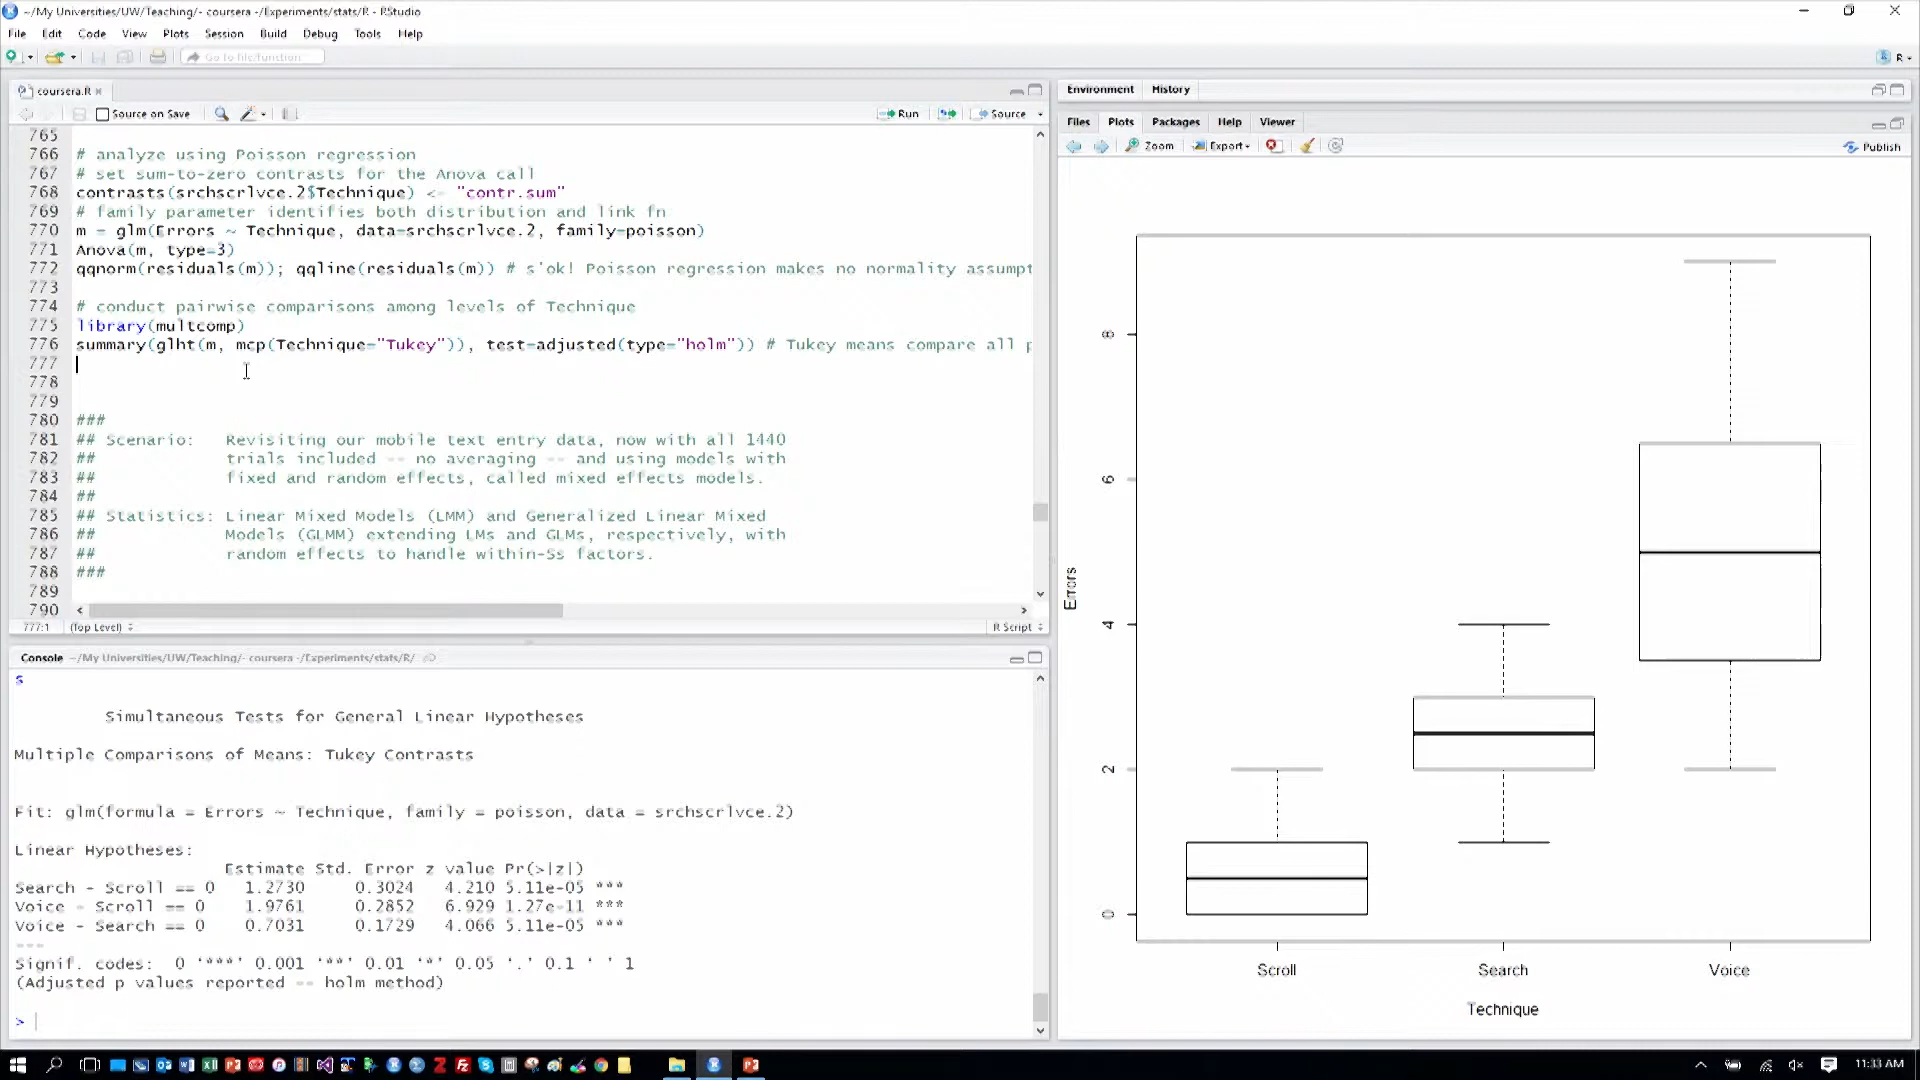 ~/My Universities/UW/Teaching/- coursera -/Experiments/stats/R - RStudio
File Edit Code View Plots Session Build Debug Tools Help
Go to file/function
R
coursera.R
Source on Save Run Source
765
766 # analyze using Poisson regression
767 # set sum-to-zero contrasts for the Anova call
768 contrasts(srchscrlvce.2$Technique) <- "contr.sum"
769 # family parameter identifies both distribution and link fn
770 m = glm(Errors ~ Technique, data=srchscrlvce.2, family=poisson)
771 Anova(m, type=3)
772 qqnorm(residuals(m)); qqline(residuals(m)) # s'ok! Poisson regression makes no normality assumpt
773
774 # conduct pairwise comparisons among levels of Technique
775 library(multcomp)
776 summary(glht(m, mcp(Technique="Tukey")), test=adjusted(type="holm")) # Tukey means compare all p
777
778
779
780 ###
781 ## Scenario: Revisiting our mobile text entry data, now with all 1440
782 ## trials included -- no averaging -- and using models with
783 ## fixed and random effects, called mixed effects models.
784 ##
785 ## Statistics: Linear Mixed Models (LMM) and Generalized Linear Mixed
786 ## Models (GLMM) extending LMs and GLMs, respectively, with
787 ## random effects to handle within-Ss factors.
788 ###
789
790
777:1 (Top Level) R Script
Console ~/My Universities/UW/Teaching/- coursera -/Experiments/stats/R/
s
Simultaneous Tests for General Linear Hypotheses
Multiple Comparisons of Means: Tukey Contrasts
Fit: glm(formula = Errors ~ Technique, family = poisson, data = srchscrlvce.2)
Linear Hypotheses:
Estimate Std. Error z value Pr(>|z|)
Search - Scroll == 0 1.2730 0.3024 4.210 5.11e-05 ***
Voice - Scroll == 0 1.9761 0.2852 6.929 1.27e-11 ***
Voice - Search == 0 0.7031 0.1729 4.066 5.11e-05 ***
---
Signif. codes: 0 '***' 0.001 '**' 0.01 '*' 0.05 '.' 0.1 ' ' 1
(Adjusted p values reported -- holm method)
>
Environment History
Files Plots Packages Help Viewer
Zoom Export Publish
8
6
4
2
0
Errors
Scroll Search Voice
Technique
11:33 AM